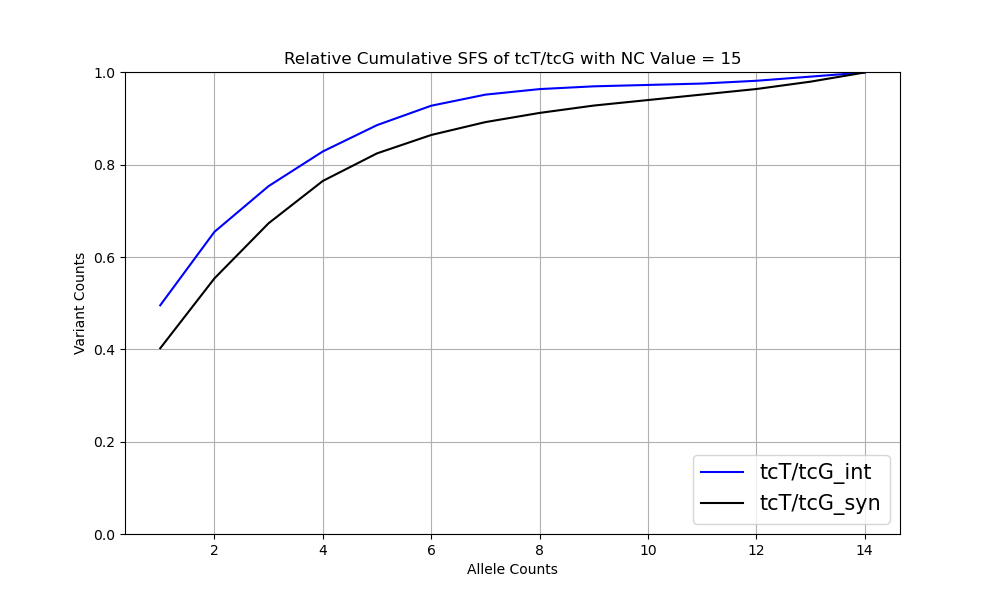 Relative Cumulative SFS of tcT/tcG with NC Value = 15
1.0
0.8
0.6
0.4
0.2
0.0
Variant Counts
tcT/tcG_int
tcT/tcG_syn
2 4 6 8 10 12 14
Allele Counts